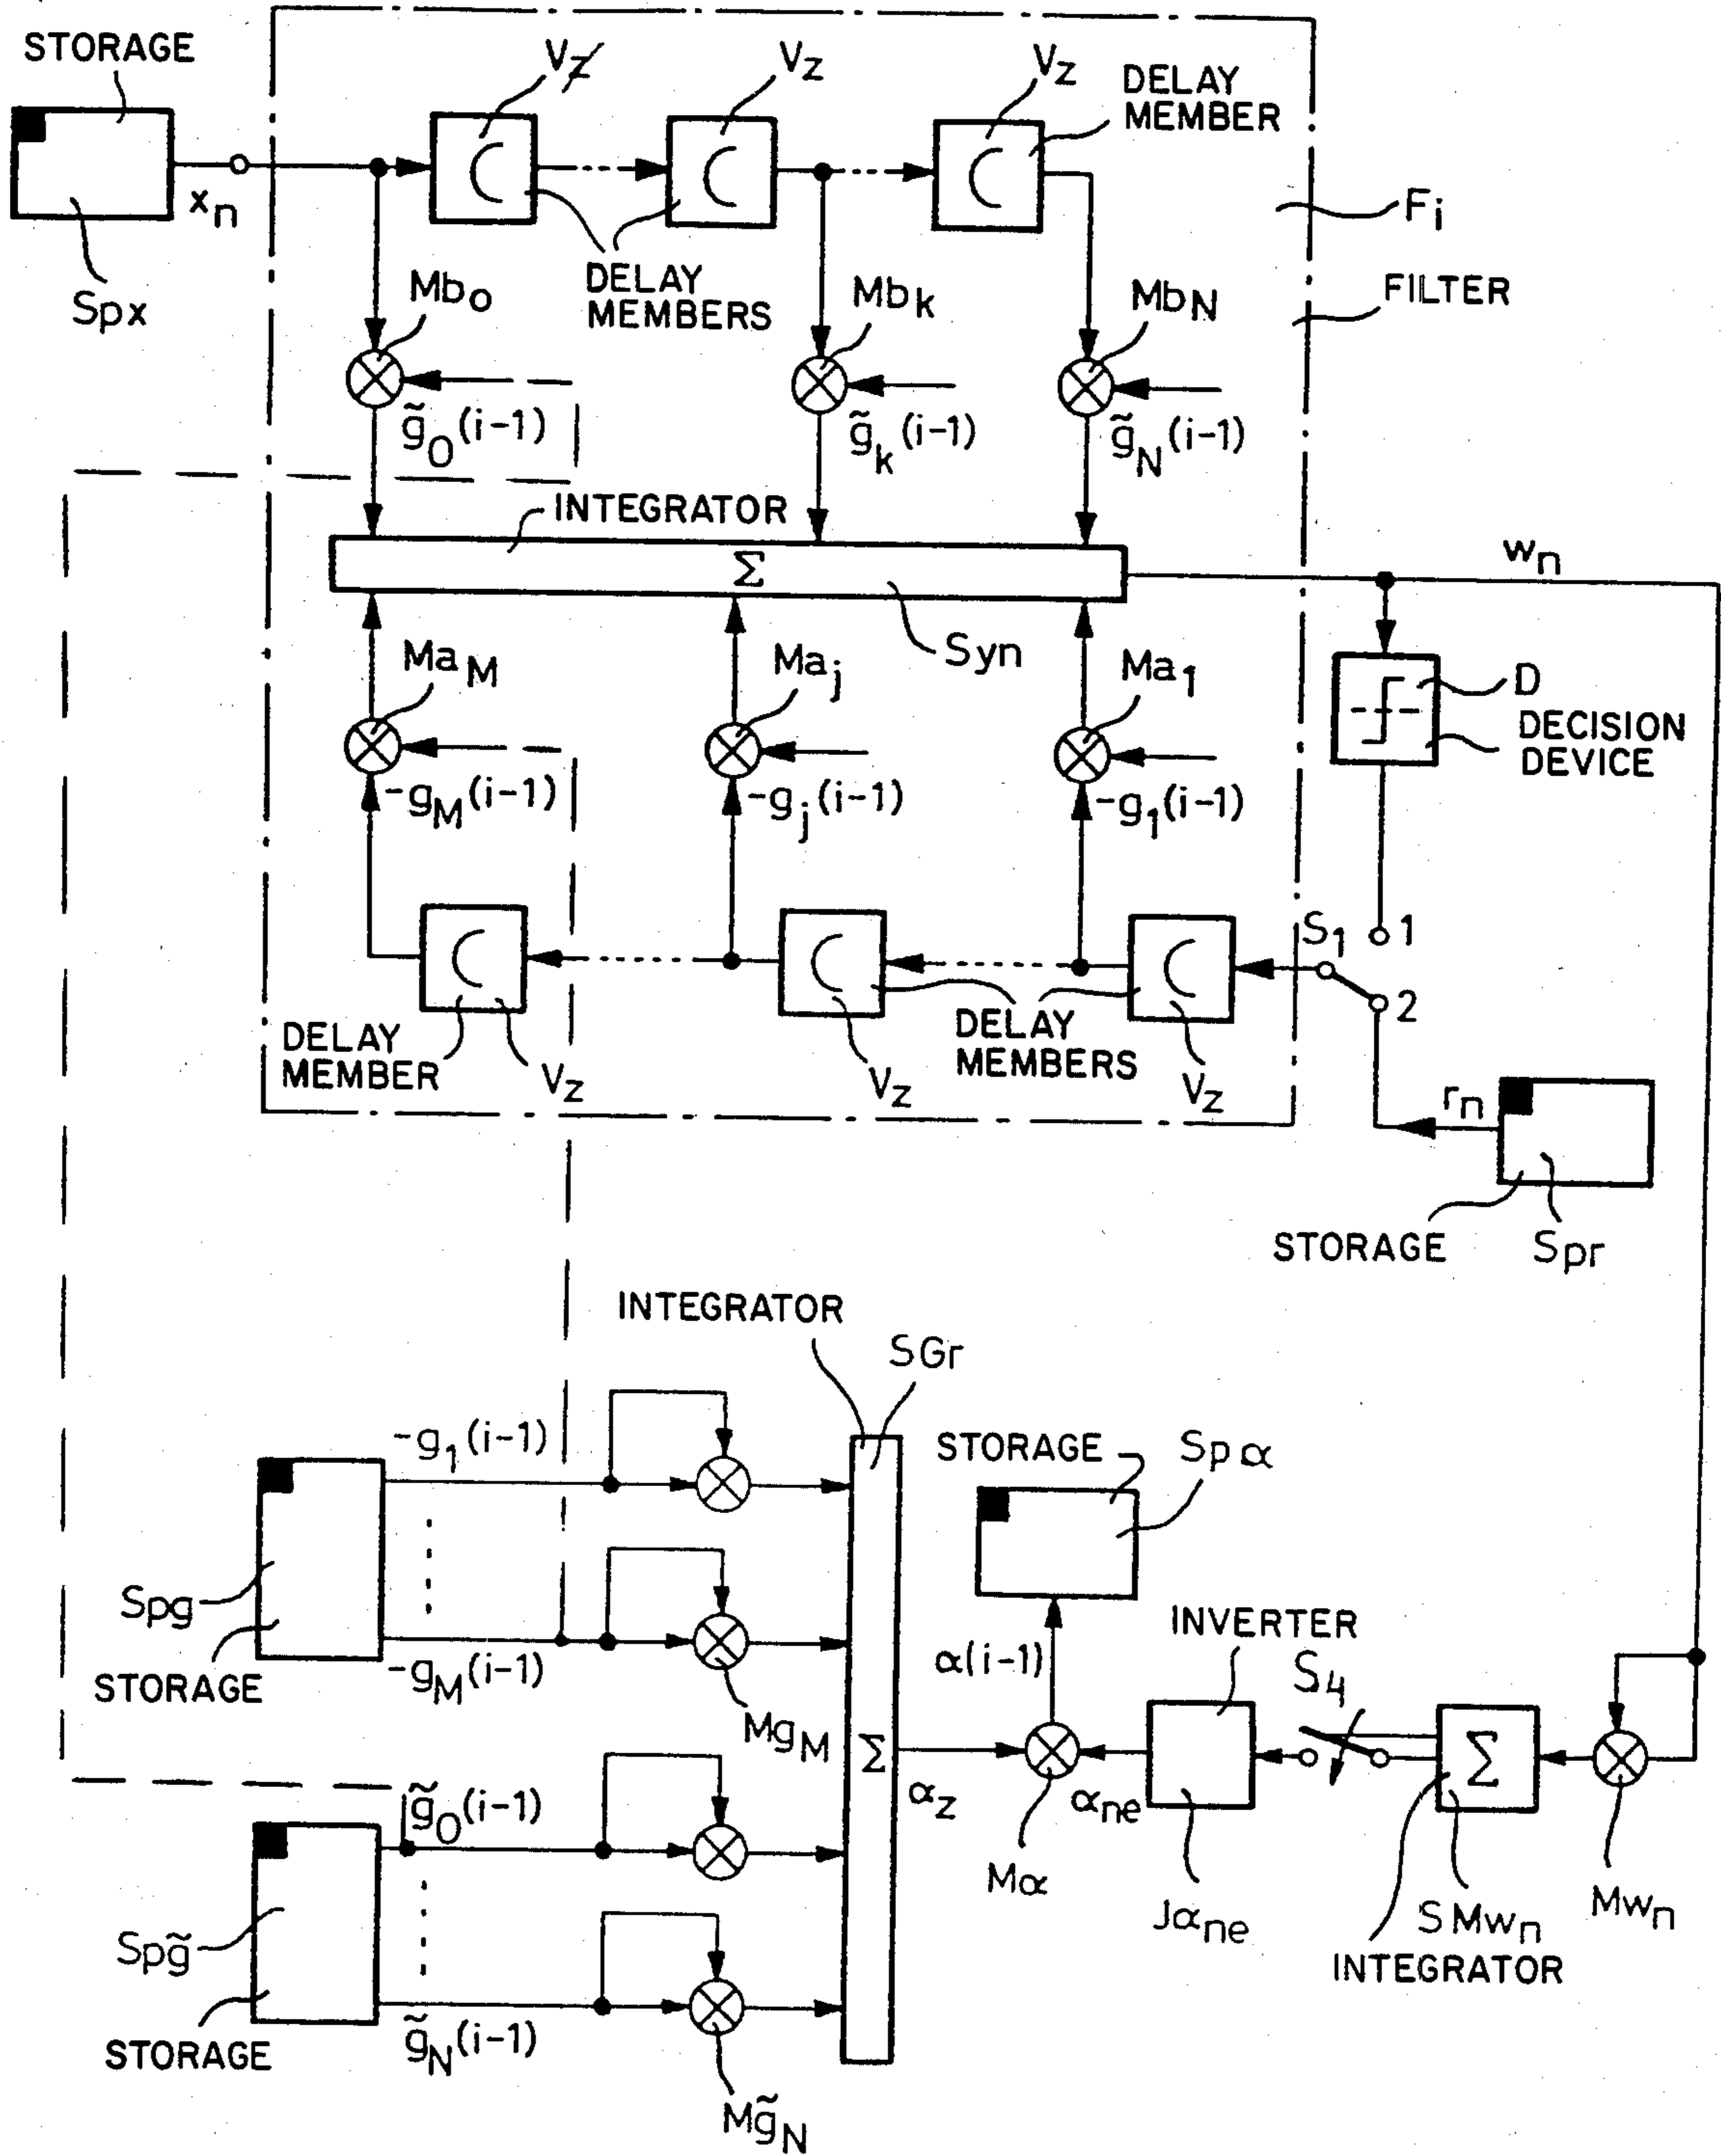 STORAGE
Vz
Vz
Vz
DELAY
MEMBER
xn
Spx
Fi
DELAY
MEMBERS
FILTER
Mb0
Mbk
MbN
g̃0(i-1)
g̃k(i-1)
g̃N(i-1)
INTEGRATOR
Σ
wn
Syn
MaM
Maj
Ma1
D
DECISION
DEVICE
-gM(i-1)
-gj(i-1)
-g1(i-1)
S1
1
2
DELAY
MEMBER
Vz
Vz
DELAY
MEMBERS
Vz
rn
STORAGE
Spr
INTEGRATOR
SGr
-g1(i-1)
STORAGE
Spα
Spg
STORAGE
-gM(i-1)
MgM
α(i-1)
INVERTER
S4
Σ
αz
αne
Σ
g̃0(i-1)
Mα
Jαne
SMwn
Mwn
INTEGRATOR
Spg̃
STORAGE
g̃N(i-1)
Mg̃N